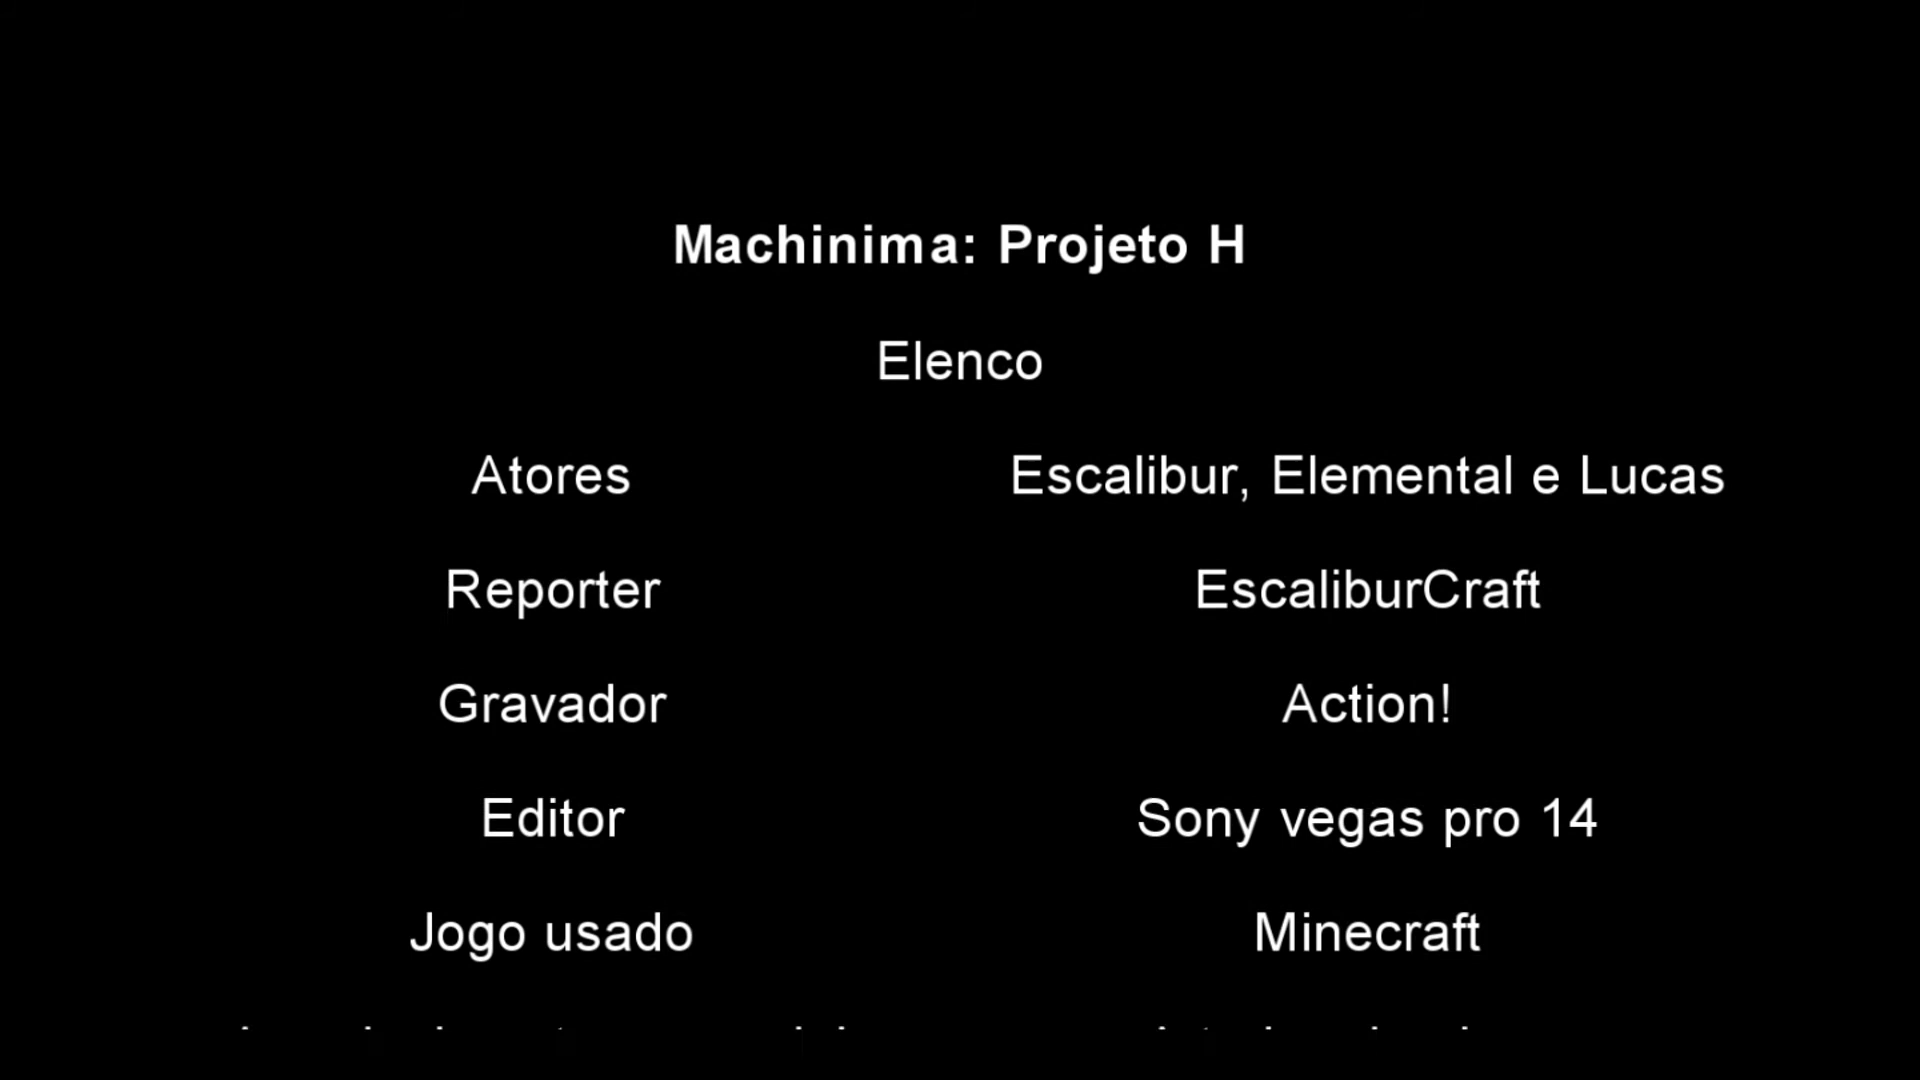 Machinima: Projeto H
Elenco
Atores Escalibur, Elemental e Lucas
Reporter EscaliburCraft
Gravador Action!
Editor Sony vegas pro 14
Jogo usado Minecraft